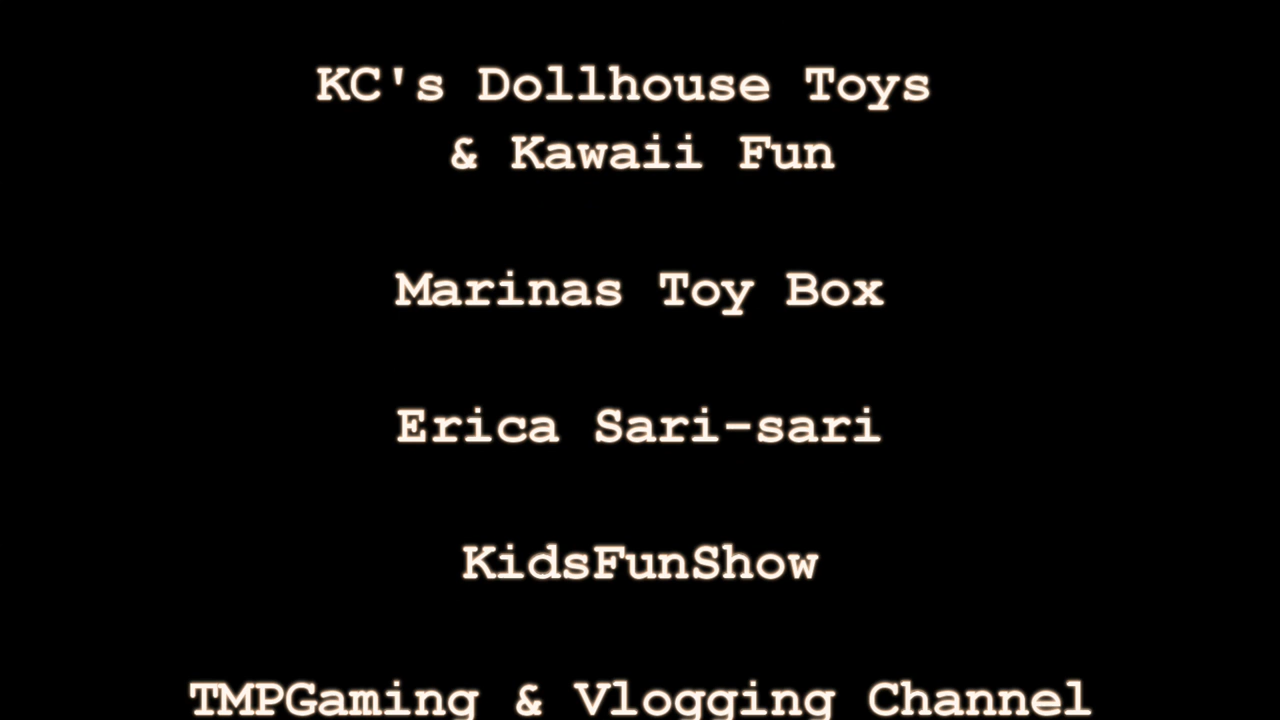 KC's Dollhouse Toys
& Kawaii Fun
Marinas Toy Box
Erica Sari-sari
KidsFunShow
TMPGaming & Vlogging Channel